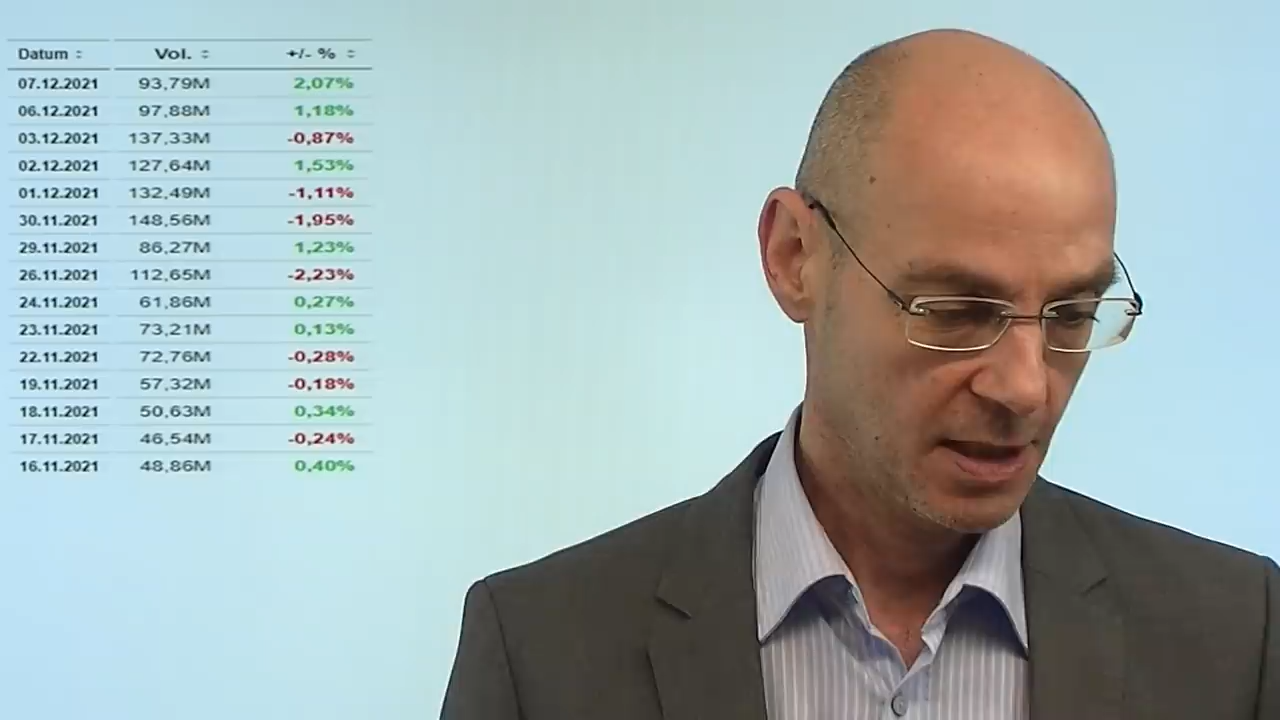 Datum Vol. +/- %
07.12.2021 93,79M 2,07%
06.12.2021 97,88M 1,18%
03.12.2021 137,33M -0,87%
02.12.2021 127,64M 1,53%
01.12.2021 132,49M -1,11%
30.11.2021 148,56M -1,95%
29.11.2021 86,27M 1,23%
26.11.2021 112,65M -2,23%
24.11.2021 61,86M 0,27%
23.11.2021 73,21M 0,13%
22.11.2021 72,76M -0,28%
19.11.2021 57,32M -0,18%
18.11.2021 50,63M 0,34%
17.11.2021 46,54M -0,24%
16.11.2021 48,86M 0,40%